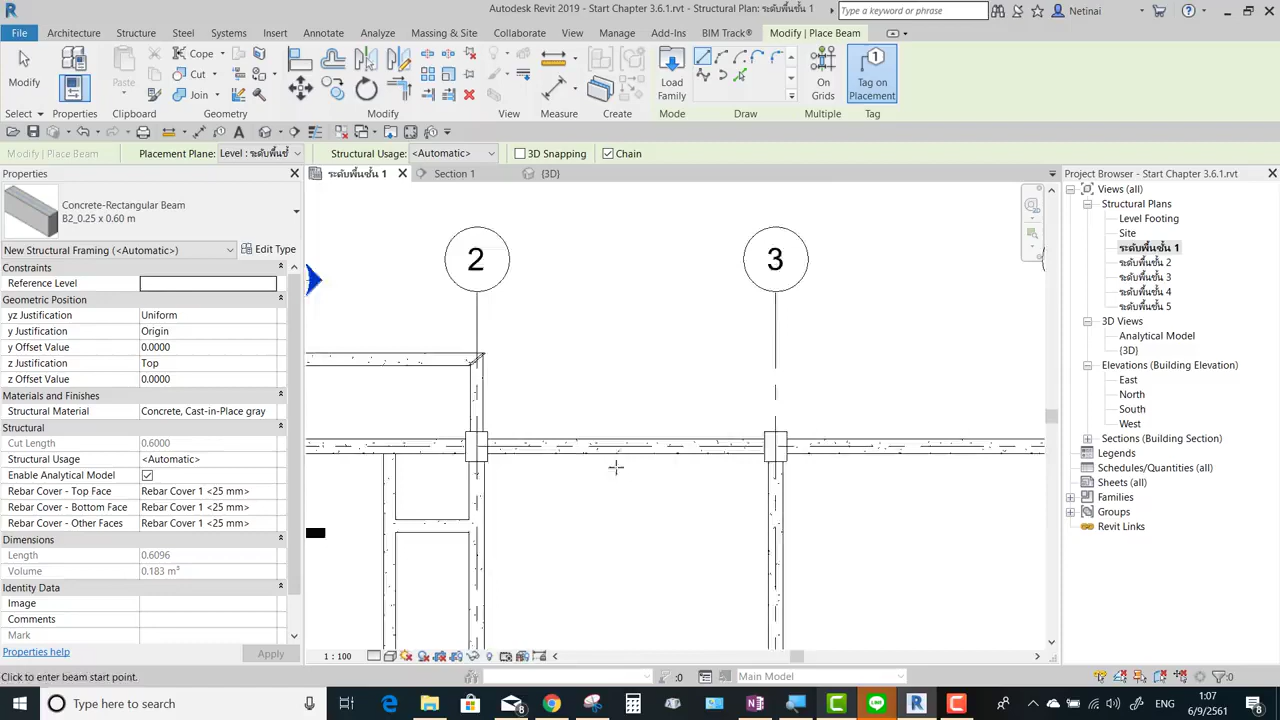 Autodesk Revit 2019 - Start Chapter 3.6.1.rvt - Structural Plan: ระดับพื้นชั้น 1
Type a keyword or phrase
Netinai
File Architecture Structure Steel Systems Insert Annotate Analyze Massing & Site Collaborate View Manage Add-Ins BIM Track® Modify | Place Beam
Modify
Paste
Cope
Cut
Join
Load Family
On Grids
Tag on Placement
Select Properties Clipboard Geometry Modify View Measure Create Mode Draw Multiple Tag
Modify | Place Beam Placement Plane: Level : ระดับพื้นชั้ Structural Usage: <Automatic> 3D Snapping Chain
Properties
ระดับพื้นชั้น 1 Section 1 {3D}
Project Browser - Start Chapter 3.6.1.rvt
Concrete-Rectangular Beam
B2_0.25 x 0.60 m
New Structural Framing (<Automatic>) Edit Type
Constraints
Reference Level
Geometric Position
yz Justification Uniform
y Justification Origin
y Offset Value 0.0000
z Justification Top
z Offset Value 0.0000
Materials and Finishes
Structural Material Concrete, Cast-in-Place gray
Structural
Cut Length 0.6000
Structural Usage <Automatic>
Enable Analytical Model
Rebar Cover - Top Face Rebar Cover 1 <25 mm>
Rebar Cover - Bottom Face Rebar Cover 1 <25 mm>
Rebar Cover - Other Faces Rebar Cover 1 <25 mm>
Dimensions
Length 0.6096
Volume 0.183 m³
Identity Data
Image
Comments
Mark
Properties help Apply
2
3
Views (all)
Structural Plans
Level Footing
Site
ระดับพื้นชั้น 1
ระดับพื้นชั้น 2
ระดับพื้นชั้น 3
ระดับพื้นชั้น 4
ระดับพื้นชั้น 5
3D Views
Analytical Model
{3D}
Elevations (Building Elevation)
East
North
South
West
Sections (Building Section)
Legends
Schedules/Quantities (all)
Sheets (all)
Families
Groups
Revit Links
1 : 100
Click to enter beam start point.
:0
Main Model
:0
Type here to search
ENG
1:07
6/9/2561